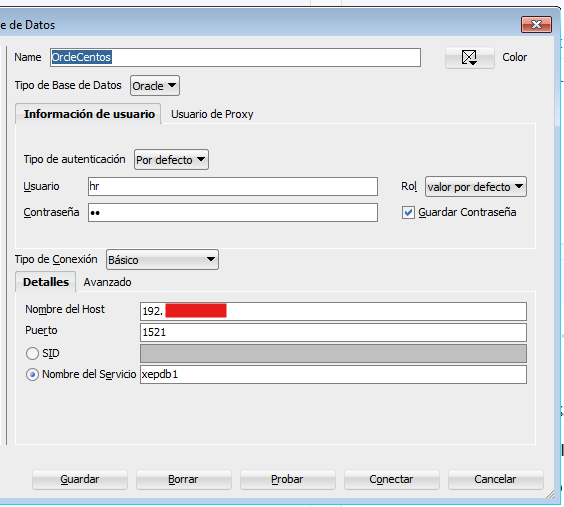 e de Datos
Name OrcleCentos Color
Tipo de Base de Datos Oracle
Información de usuario Usuario de Proxy
Tipo de autenticación Por defecto
Usuario hr Rol valor por defecto
Contraseña •• Guardar Contraseña
Tipo de Conexión Básico
Detalles Avanzado
Nombre del Host 192.
Puerto 1521
SID
Nombre del Servicio xepdb1
Guardar Borrar Probar Conectar Cancelar